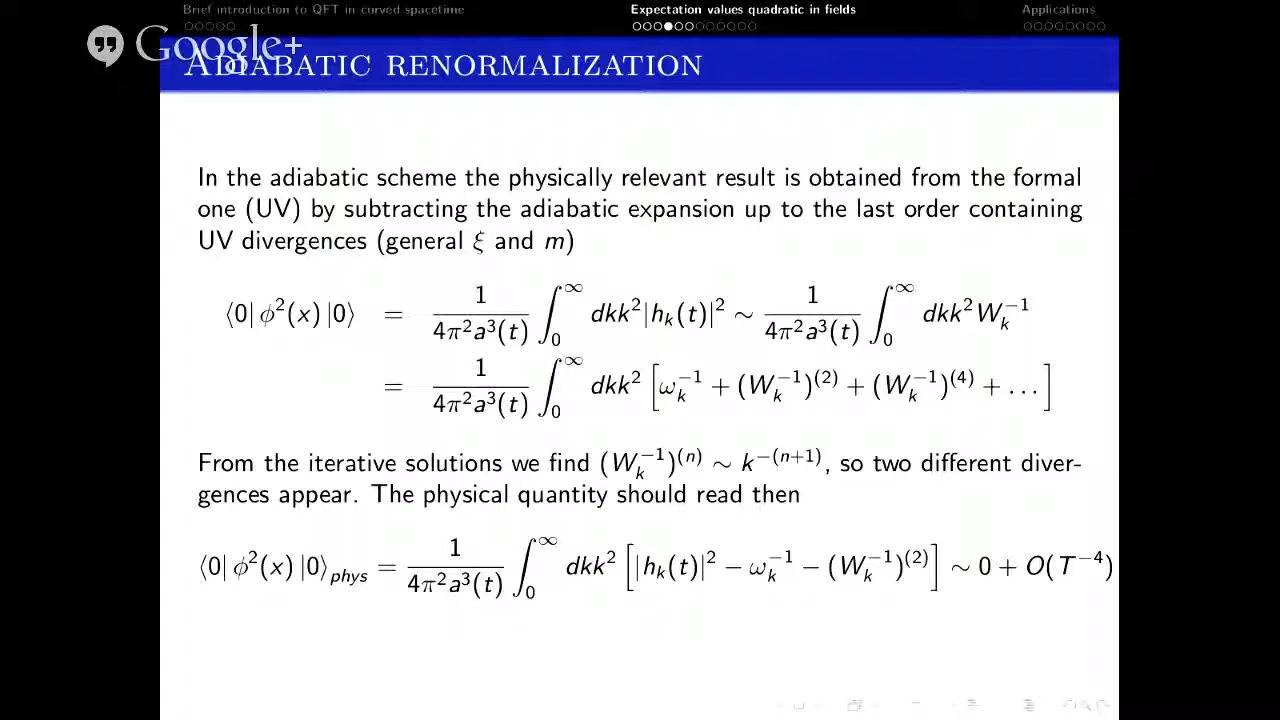 Brief introduction to QFT in curved spacetime Expectation values quadratic in fields Applications
Google+
ADIABATIC RENORMALIZATION
In the adiabatic scheme the physically relevant result is obtained from the formal
one (UV) by subtracting the adiabatic expansion up to the last order containing
UV divergences (general ξ and m)
⟨0| ϕ²(x) |0⟩ = 1/(4π²a³(t)) ∫₀^∞ dkk²|h_k(t)|² ∼ 1/(4π²a³(t)) ∫₀^∞ dkk²W_k⁻¹
= 1/(4π²a³(t)) ∫₀^∞ dkk² [ω_k⁻¹ + (W_k⁻¹)⁽²⁾ + (W_k⁻¹)⁽⁴⁾ + ...]
From the iterative solutions we find (W_k⁻¹)⁽ⁿ⁾ ∼ k⁻⁽ⁿ⁺¹⁾, so two different diver-
gences appear. The physical quantity should read then
⟨0| ϕ²(x) |0⟩_phys = 1/(4π²a³(t)) ∫₀^∞ dkk² [|h_k(t)|² − ω_k⁻¹ − (W_k⁻¹)⁽²⁾] ∼ 0 + O(T⁻⁴)